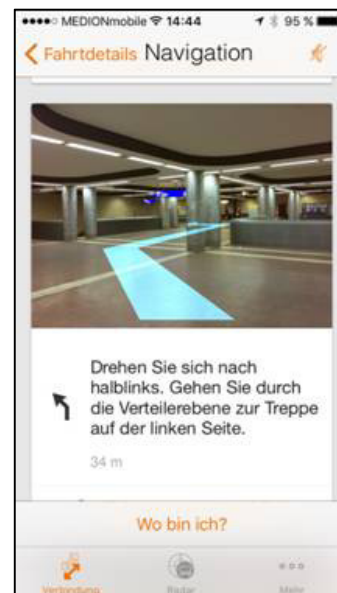 MEDIONmobile 14:44 95 %
Fahrtdetails Navigation
Drehen Sie sich nach
halblinks. Gehen Sie durch
die Verteilerebene zur Treppe
auf der linken Seite.
34 m
Wo bin ich?
Verbindung Radar Mehr